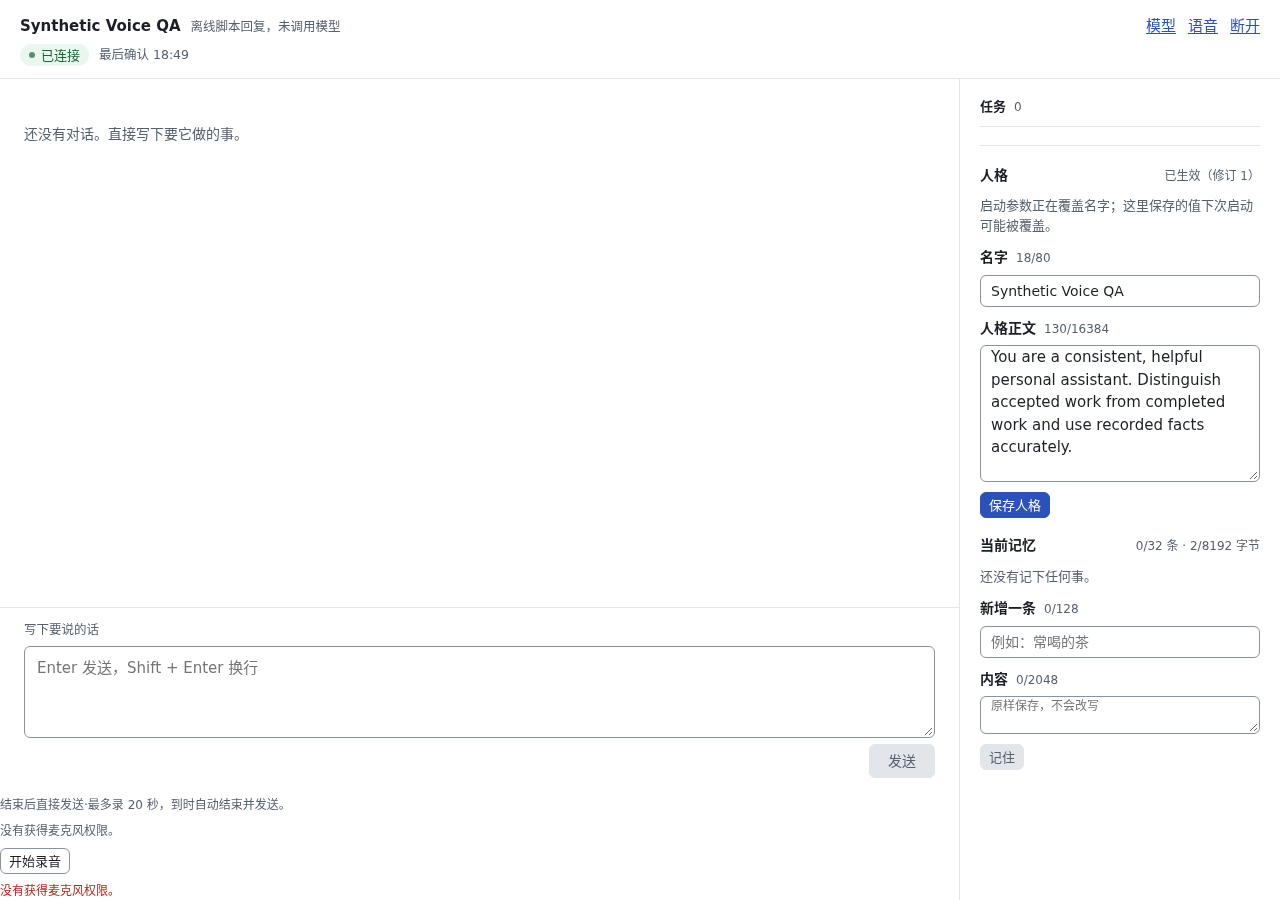 Synthetic Voice QA 离线脚本回复，未调用模型
模型 语音 断开
已连接 最后确认 18:49
还没有对话。直接写下要它做的事。
写下要说的话
Enter 发送，Shift + Enter 换行
发送
结束后直接发送·最多录 20 秒，到时自动结束并发送。
没有获得麦克风权限。
开始录音
没有获得麦克风权限。
任务 0
人格 已生效（修订 1）
启动参数正在覆盖名字；这里保存的值下次启动
可能被覆盖。
名字 18/80
Synthetic Voice QA
人格正文 130/16384
You are a consistent, helpful
personal assistant. Distinguish
accepted work from completed
work and use recorded facts
accurately.
保存人格
当前记忆 0/32 条 · 2/8192 字节
还没有记下任何事。
新增一条 0/128
例如：常喝的茶
内容 0/2048
原样保存，不会改写
记住